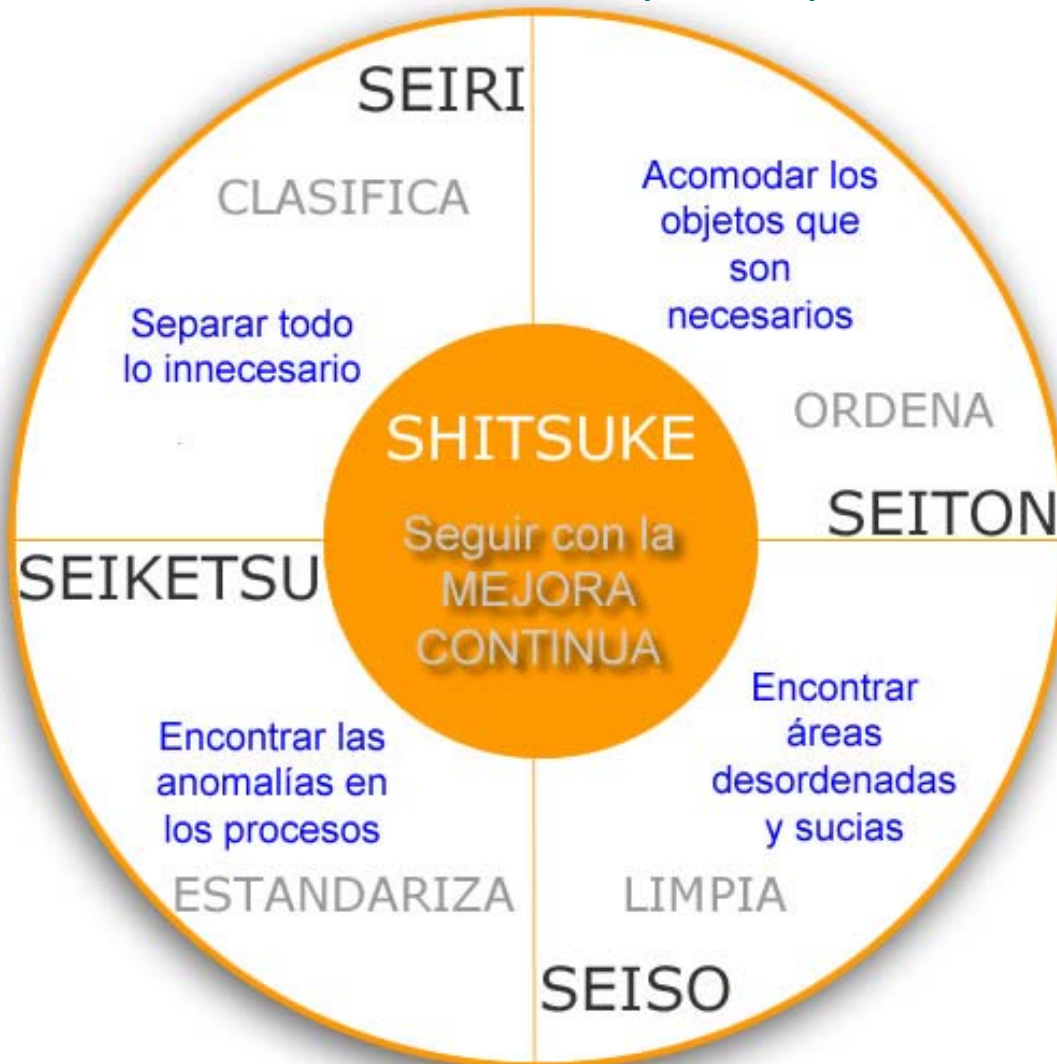 SEIRI
CLASIFICA
Separar todo
lo innecesario
Acomodar los
objetos que
son
necesarios
ORDENA
SEITON
SHITSUKE
Seguir con la
MEJORA
CONTINUA
SEIKETSU
Encontrar las
anomalías en
los procesos
ESTANDARIZA
Encontrar
áreas
desordenadas
y sucias
LIMPIA
SEISO